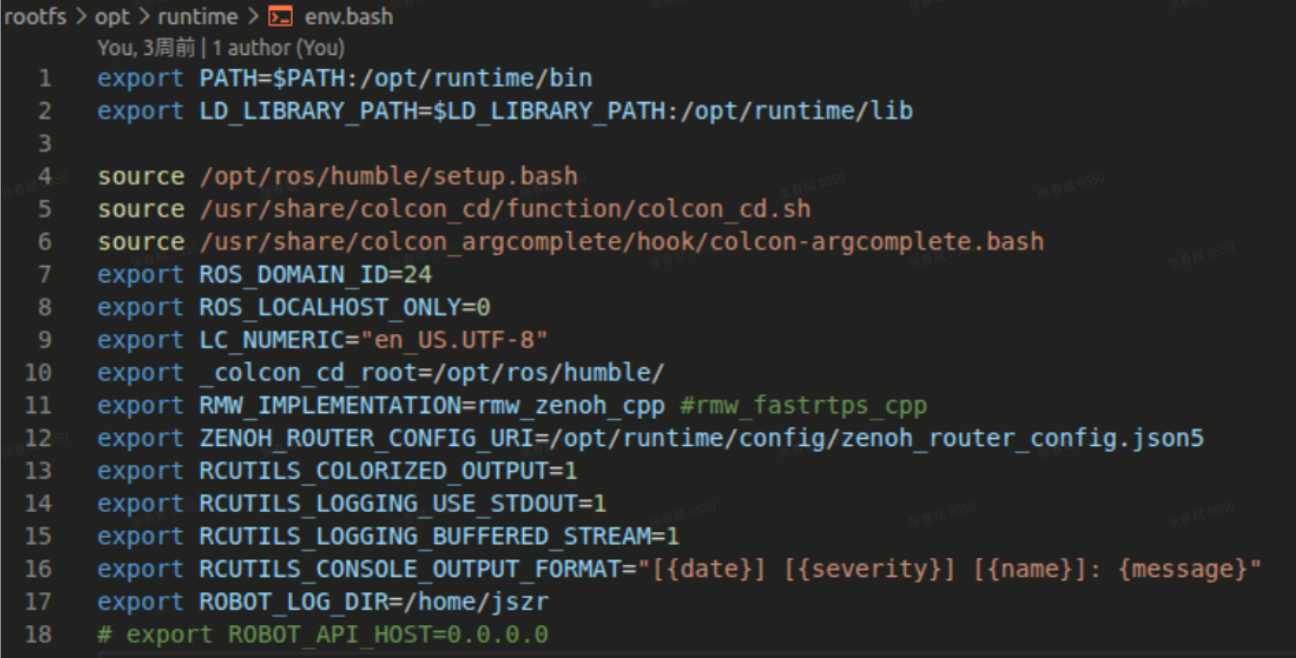 rootfs > opt > runtime > env.bash
You, 3周前 | 1 author (You)
1 export PATH=$PATH:/opt/runtime/bin
2 export LD_LIBRARY_PATH=$LD_LIBRARY_PATH:/opt/runtime/lib
3
4 source /opt/ros/humble/setup.bash
5 source /usr/share/colcon_cd/function/colcon_cd.sh
6 source /usr/share/colcon_argcomplete/hook/colcon-argcomplete.bash
7 export ROS_DOMAIN_ID=24
8 export ROS_LOCALHOST_ONLY=0
9 export LC_NUMERIC="en_US.UTF-8"
10 export _colcon_cd_root=/opt/ros/humble/
11 export RMW_IMPLEMENTATION=rmw_zenoh_cpp #rmw_fastrtps_cpp
12 export ZENOH_ROUTER_CONFIG_URI=/opt/runtime/config/zenoh_router_config.json5
13 export RCUTILS_COLORIZED_OUTPUT=1
14 export RCUTILS_LOGGING_USE_STDOUT=1
15 export RCUTILS_LOGGING_BUFFERED_STREAM=1
16 export RCUTILS_CONSOLE_OUTPUT_FORMAT="[{date}] [{severity}] [{name}]: {message}"
17 export ROBOT_LOG_DIR=/home/jszr
18 # export ROBOT_API_HOST=0.0.0.0